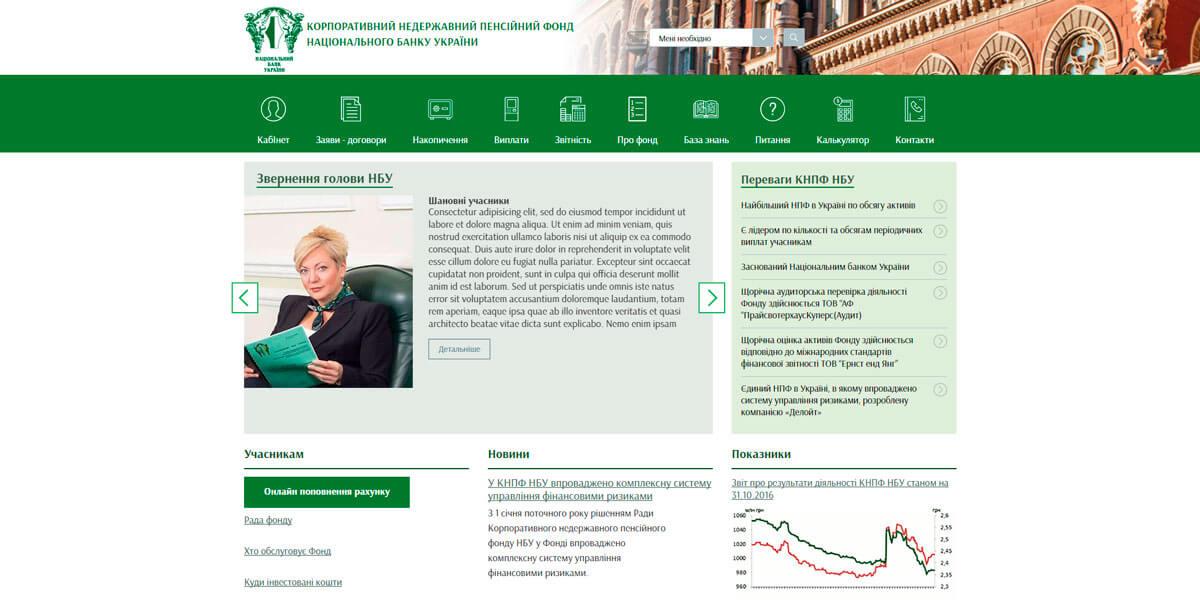 КОРПОРАТИВНИЙ НЕДЕРЖАВНИЙ ПЕНСІЙНИЙ ФОНД
НАЦІОНАЛЬНОГО БАНКУ УКРАЇНИ
НАЦІОНАЛЬНИЙ
БАНК
УКРАЇНИ
Мені необхідно
Кабінет
Заяви - договори
Накопичення
Виплати
Звітність
Про фонд
База знань
Питання
Калькулятор
Контакти
Звернення голови НБУ
Шановні учасники
Consectetur adipisicing elit, sed do eiusmod tempor incididunt ut
labore et dolore magna aliqua. Ut enim ad minim veniam, quis
nostrud exercitation ullamco laboris nisi ut aliquip ex ea commodo
consequat. Duis aute irure dolor in reprehenderit in voluptate velit
esse cillum dolore eu fugiat nulla pariatur. Excepteur sint occaecat
cupidatat non proident, sunt in culpa qui officia deserunt mollit
anim id est laborum. Sed ut perspiciatis unde omnis iste natus
error sit voluptatem accusantium doloremque laudantium, totam
rem aperiam, eaque ipsa quae ab illo inventore veritatis et quasi
architecto beatae vitae dicta sunt explicabo. Nemo enim ipsam
Детальніше
Переваги КНПФ НБУ
Найбільший НПФ в Україні по обсягу активів
Є лідером по кількості та обсягам періодичних
виплат учасникам
Заснований Національним банком України
Щорічна аудиторська перевірка діяльності
Фонду здійснюється ТОВ "АФ
"ПрайсвотерхаусКуперс(Аудит)
Щорічна оцінка активів Фонду здійснюється
відповідно до міжнародних стандартів
фінансової звітності ТОВ "Ернст енд Янг"
Єдиний НПФ в Україні, в якому впроваджено
систему управління ризиками, розроблену
компанією «Делойт»
Учасникам
Онлайн поповнення рахунку
Рада фонду
Хто обслуговує Фонд
Куди інвестовані кошти
Новини
У КНПФ НБУ впроваджено комплексну систему
управління фінансовими ризиками
З 1 січня поточного року рішенням Ради
Корпоративного недержавного пенсійного
фонду НБУ у Фонді впроваджено
комплексну систему управління
фінансовими ризиками.
Показники
Звіт про результати діяльності КНПФ НБУ станом на
31.10.2016
млн грн
грн
1060
1040
1020
1000
980
960
2,6
2,55
2,5
2,45
2,4
2,35
2,3